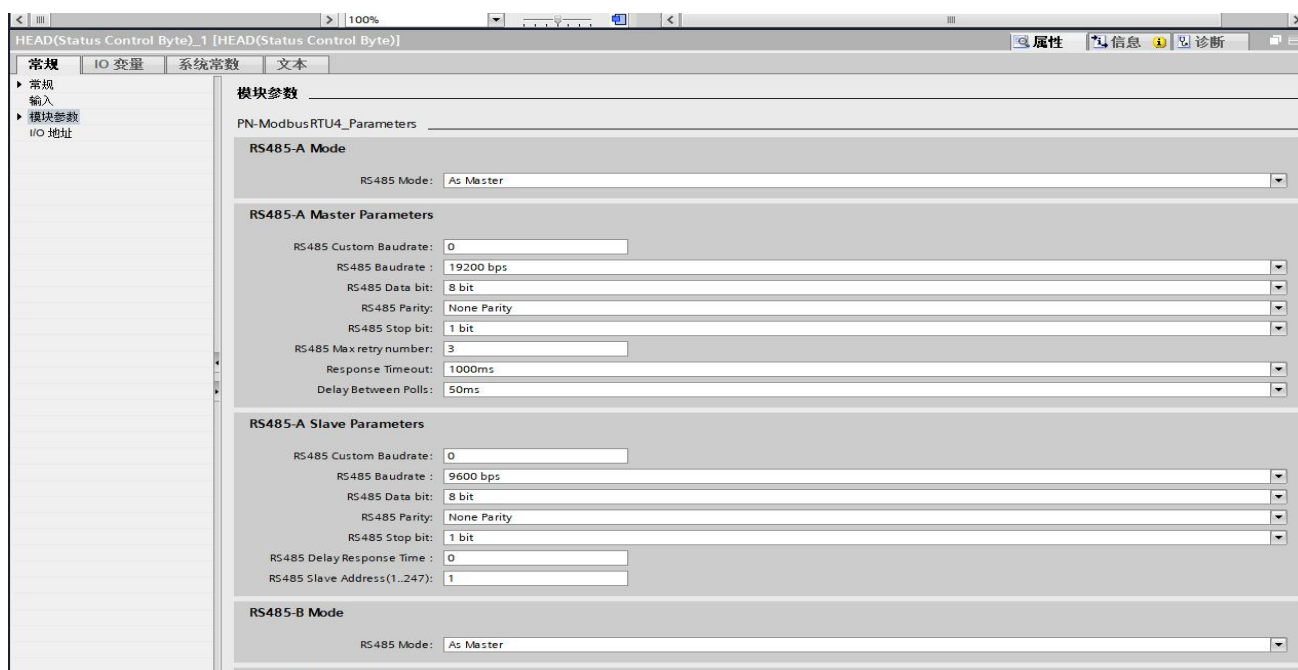 100%
HEAD(Status Control Byte)_1 [HEAD(Status Control Byte)]
属性 信息 诊断
常规 IO 变量 系统常数 文本
常规
输入
模块参数
I/O 地址
模块参数
PN-ModbusRTU4_Parameters
RS485-A Mode
RS485 Mode: As Master
RS485-A Master Parameters
RS485 Custom Baudrate: 0
RS485 Baudrate : 19200 bps
RS485 Data bit: 8 bit
RS485 Parity: None Parity
RS485 Stop bit: 1 bit
RS485 Max retry number: 3
Response Timeout: 1000ms
Delay Between Polls: 50ms
RS485-A Slave Parameters
RS485 Custom Baudrate: 0
RS485 Baudrate : 9600 bps
RS485 Data bit: 8 bit
RS485 Parity: None Parity
RS485 Stop bit: 1 bit
RS485 Delay Response Time : 0
RS485 Slave Address(1..247): 1
RS485-B Mode
RS485 Mode: As Master